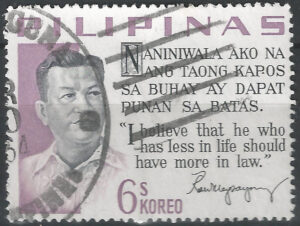 PILIPINAS
NANINIWALA AKO NA
ANG TAONG KAPOS
SA BUHAY AY DAPAT
PUNAN SA BATAS.
"I believe that he who
has less in life should
have more in law."
6s
KOREO